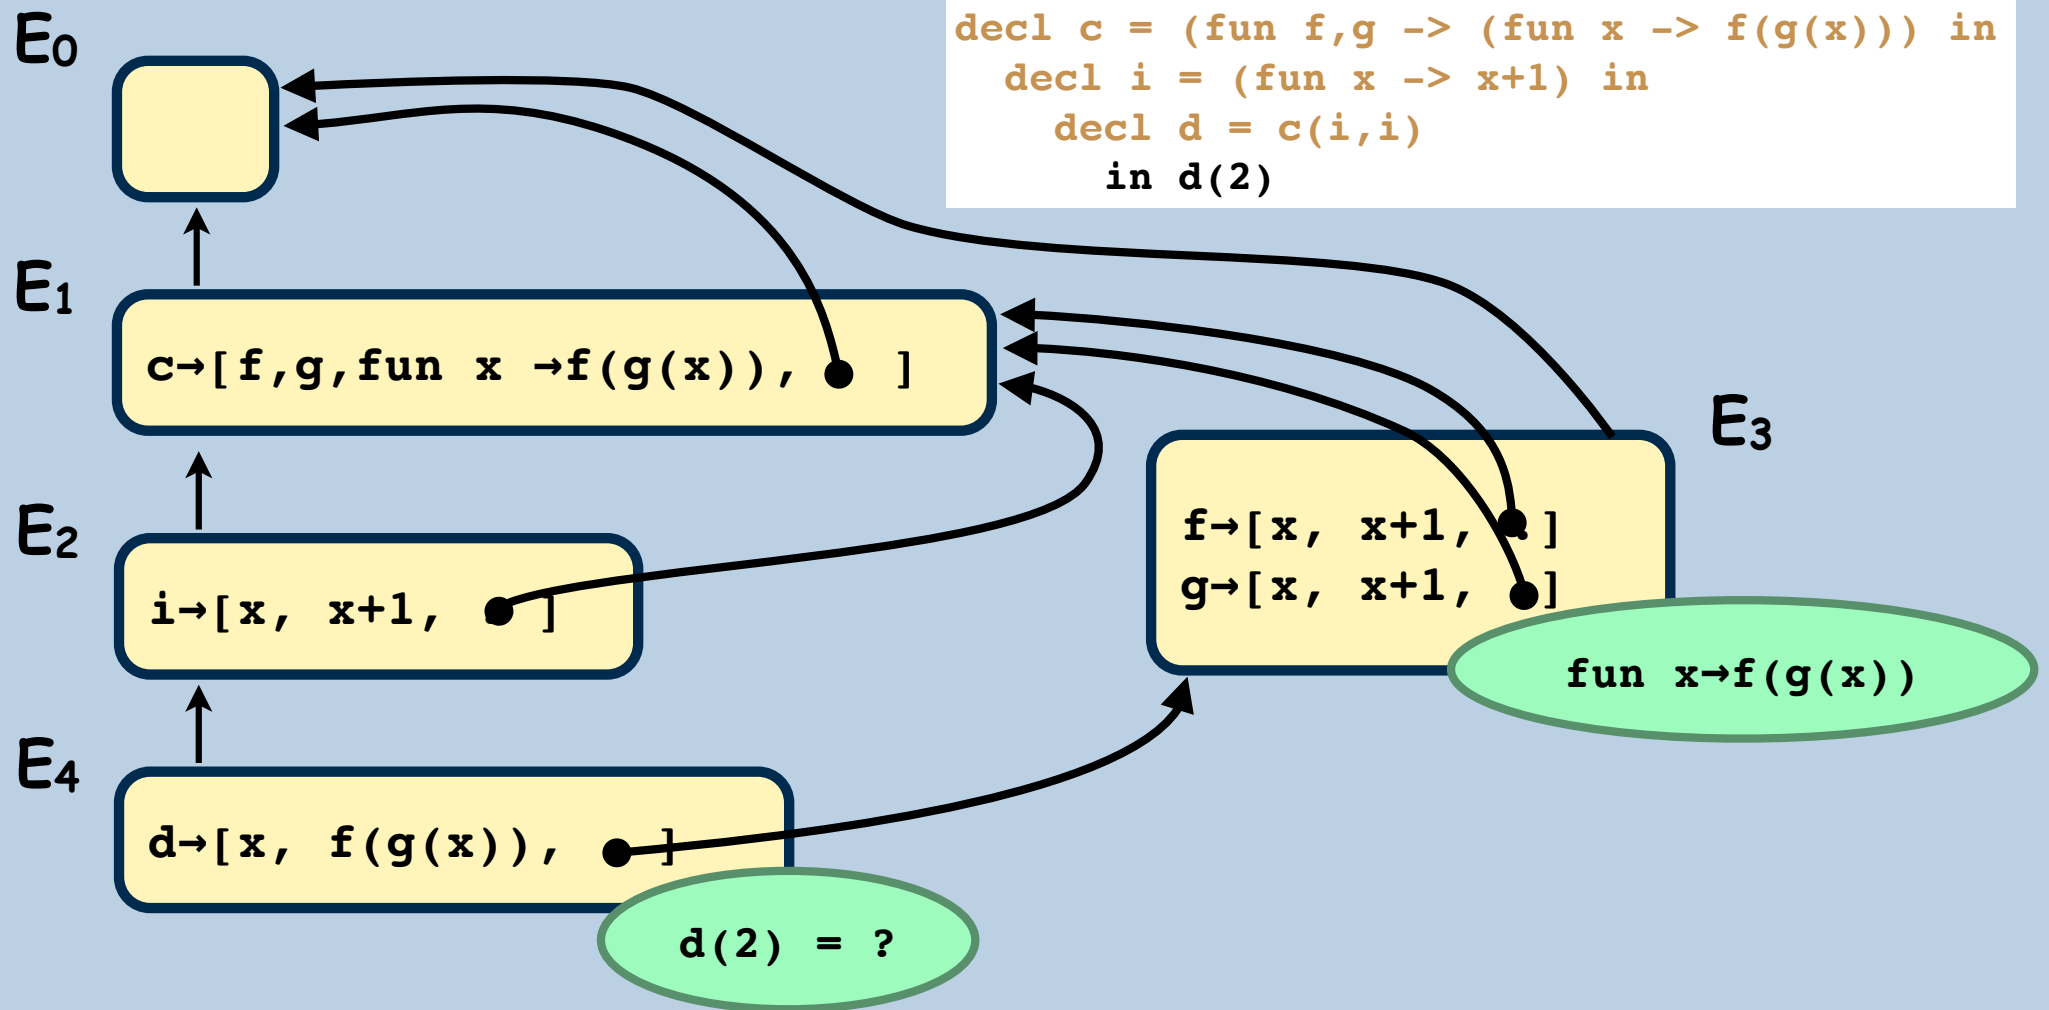 E0
decl c = (fun f,g -> (fun x -> f(g(x))) in
decl i = (fun x -> x+1) in
decl d = c(i,i)
in d(2)
E1
c→[f,g,fun x →f(g(x)), ]
E3
f→[x, x+1, ]
g→[x, x+1, ]
E2
i→[x, x+1, ]
fun x→f(g(x))
E4
d→[x, f(g(x)), ]
d(2) = ?